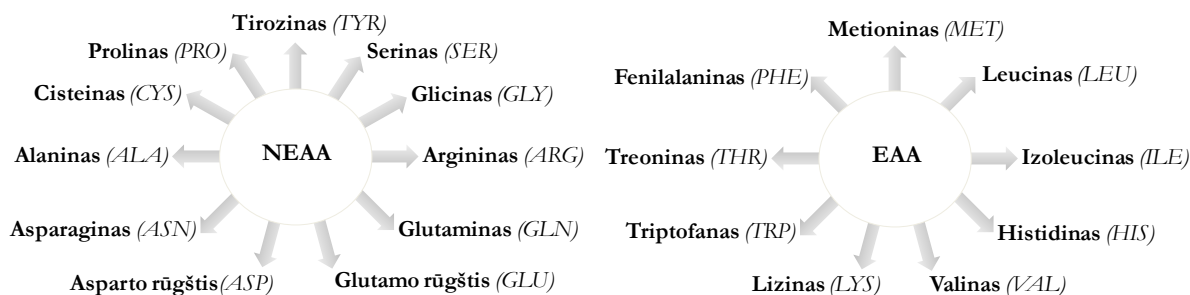 Tirozinas (TYR)
Prolinas (PRO)
Serinas (SER)
Cisteinas (CYS)
Glicinas (GLY)
Alaninas (ALA)
NEAA
Argininas (ARG)
Asparaginas (ASN)
Glutaminas (GLN)
Asparto rūgštis (ASP)
Glutamo rūgštis (GLU)
Metioninas (MET)
Fenilalaninas (PHE)
Leucinas (LEU)
Treoninas (THR)
EAA
Izoleucinas (ILE)
Triptofanas (TRP)
Histidinas (HIS)
Lizinas (LYS)
Valinas (VAL)